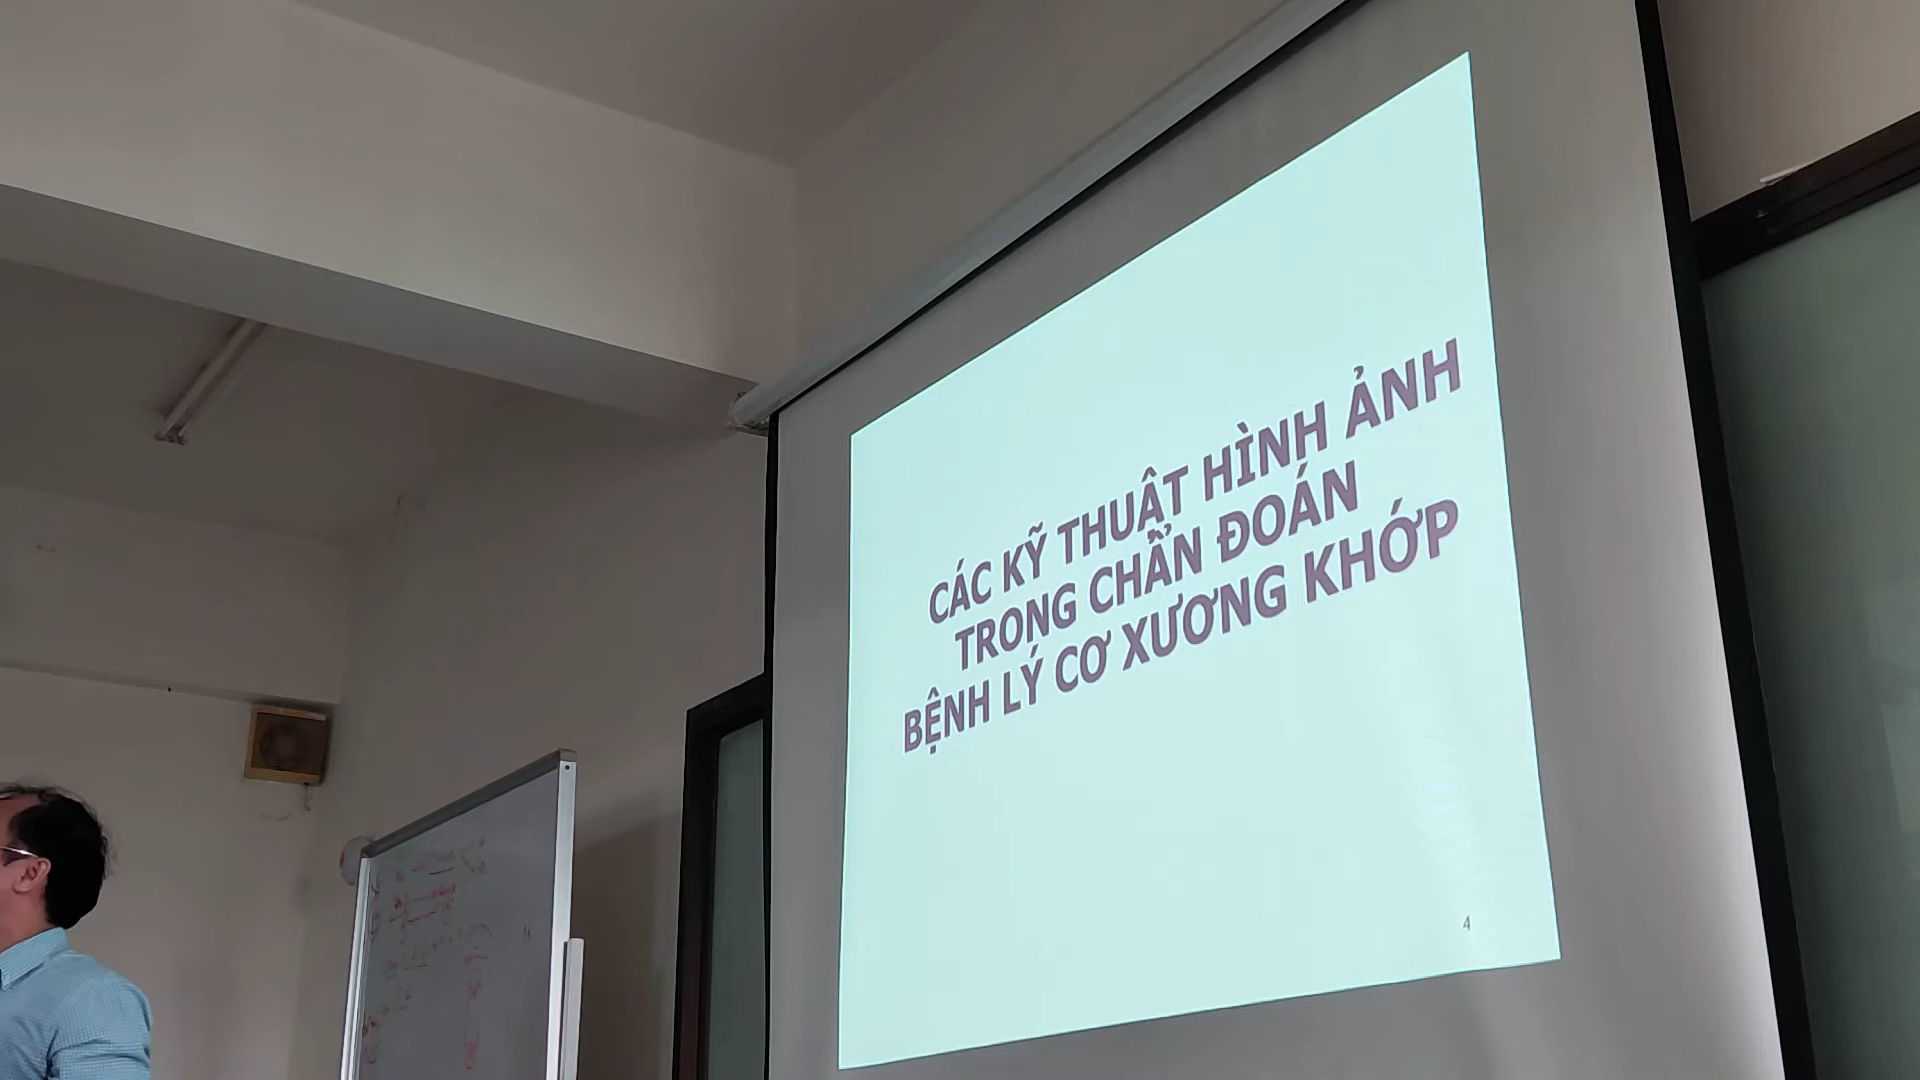 CÁC KỸ THUẬT HÌNH ẢNH
TRONG CHẨN ĐOÁN
BỆNH LÝ CƠ XƯƠNG KHỚP
4